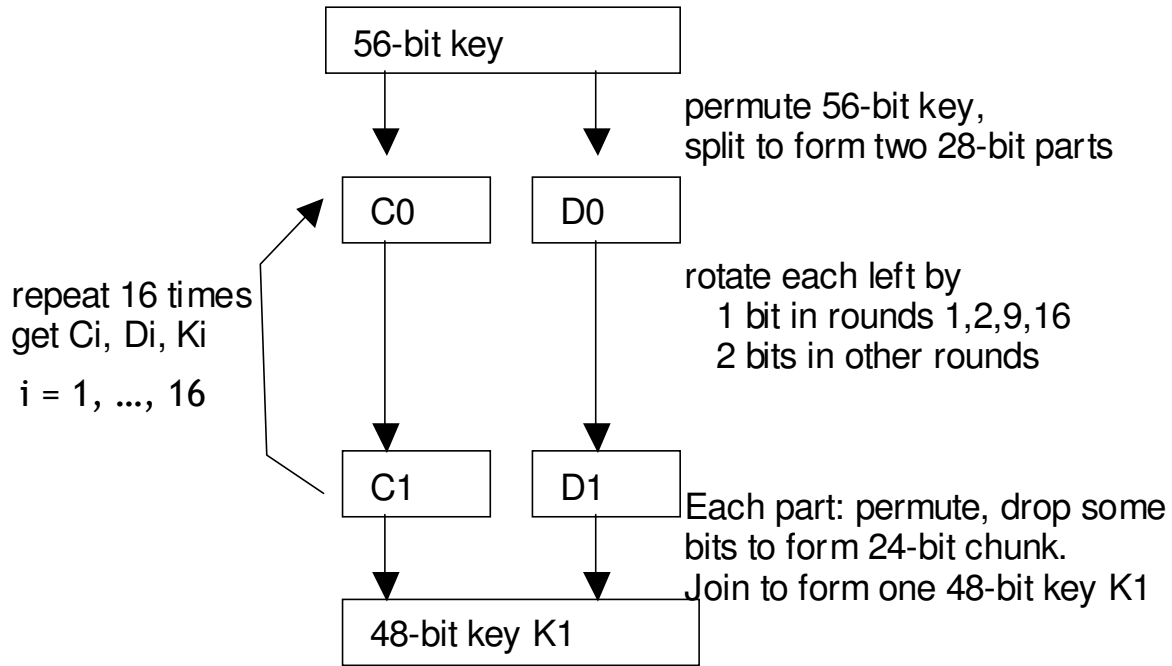 56-bit key
permute 56-bit key,
split to form two 28-bit parts
C0
D0
repeat 16 times
get Ci, Di, Ki
i = 1, ..., 16
rotate each left by
1 bit in rounds 1,2,9,16
2 bits in other rounds
C1
D1
Each part: permute, drop some
bits to form 24-bit chunk.
Join to form one 48-bit key K1
48-bit key K1